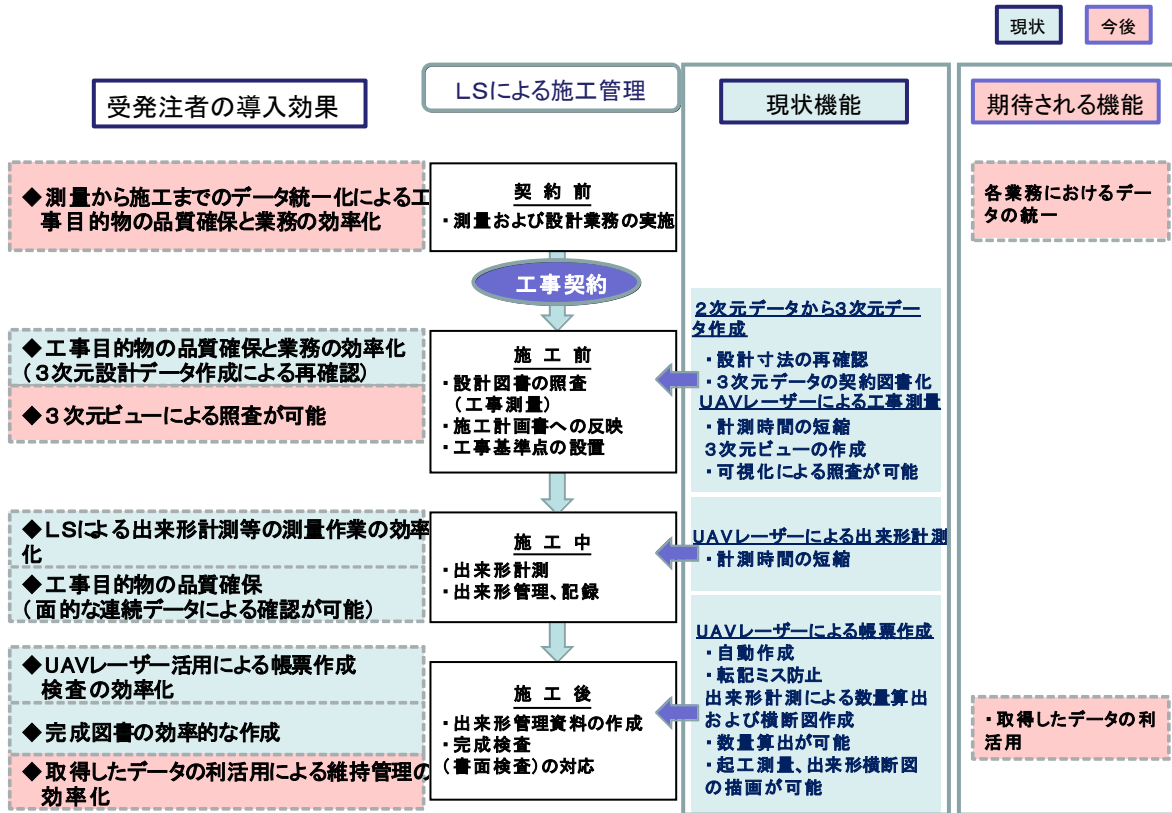 現状
今後
受発注者の導入効果
LSによる施工管理
現状機能
期待される機能
◆測量から施工までのデータ統一化による工
事目的物の品質確保と業務の効率化
契 約 前
・測量および設計業務の実施
各業務におけるデー
タの統一
工事契約
◆工事目的物の品質確保と業務の効率化
（３次元設計データ作成による再確認）
◆３次元ビューによる照査が可能
施 工 前
・設計図書の照査
（工事測量）
・施工計画書への反映
・工事基準点の設置
２次元データから３次元デー
タ作成
・設計寸法の再確認
・３次元データの契約図書化
UAVレーザーによる工事測量
・計測時間の短縮
３次元ビューの作成
・可視化による照査が可能
◆LSによる出来形計測等の測量作業の効率
化
◆工事目的物の品質確保
（面的な連続データによる確認が可能）
施 工 中
・出来形計測
・出来形管理、記録
UAVレーザーによる出来形計測
・計測時間の短縮
◆UAVレーザー活用による帳票作成
検査の効率化
◆完成図書の効率的な作成
◆取得したデータの利活用による維持管理の
効率化
施 工 後
・出来形管理資料の作成
・完成検査
（書面検査）の対応
UAVレーザーによる帳票作成
・自動作成
・転記ミス防止
出来形計測による数量算出
および横断図作成
・数量算出が可能
・起工測量、出来形横断図
の描画が可能
・取得したデータの利
活用